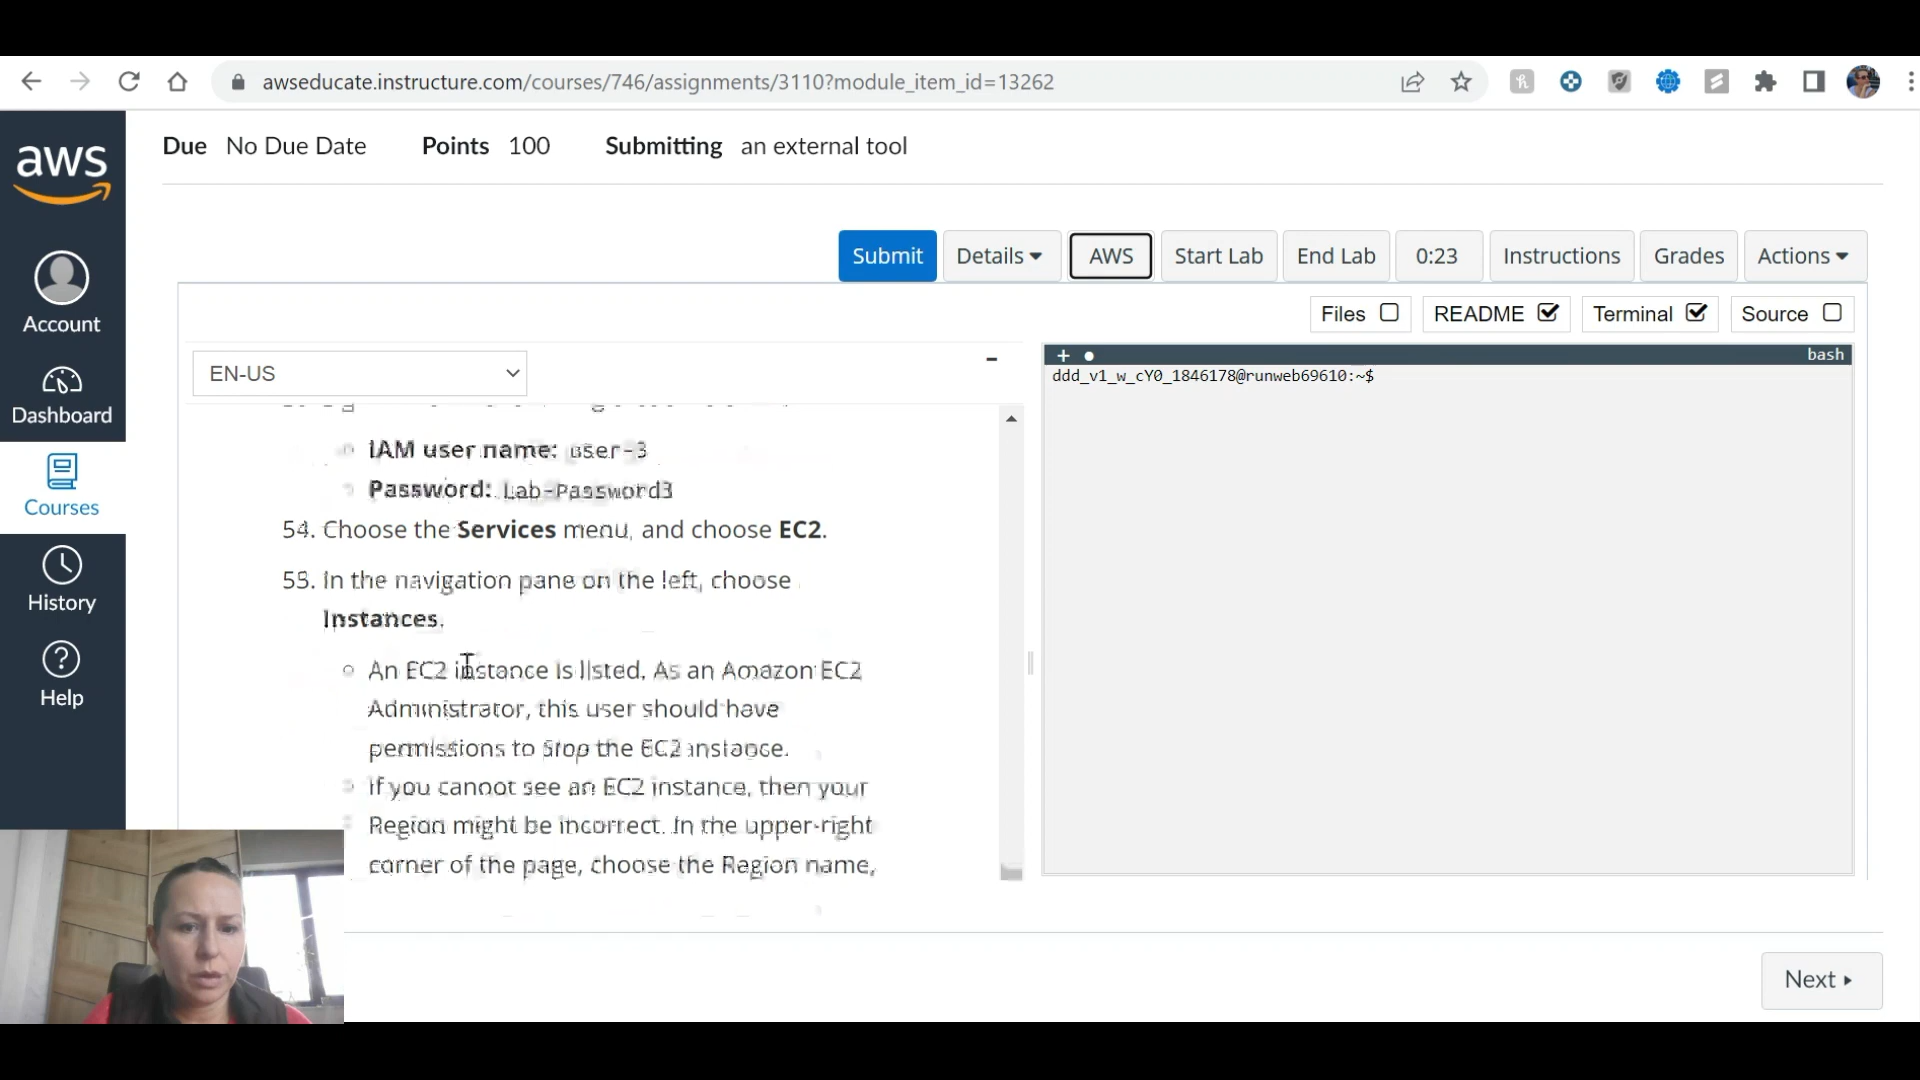 awseducate.instructure.com/courses/746/assignments/3110?module_item_id=13262
aws
Due No Due Date Points 100 Submitting an external tool
Submit Details AWS Start Lab End Lab 0:23 Instructions Grades Actions
Files README Terminal Source
EN-US
+ bash
ddd_v1_w_cY0_1846178@runweb69610:~$
Account
Dashboard
Courses
History
Help
IAM user name: user-3
Password: Lab-Password3
54. Choose the Services menu, and choose EC2.
55. In the navigation pane on the left, choose
Instances.
An EC2 instance is listed. As an Amazon EC2
Administrator, this user should have
permissions to Stop the EC2 instance.
If you cannot see an EC2 instance, then your
Region might be incorrect. In the upper-right
corner of the page, choose the Region name,
Next